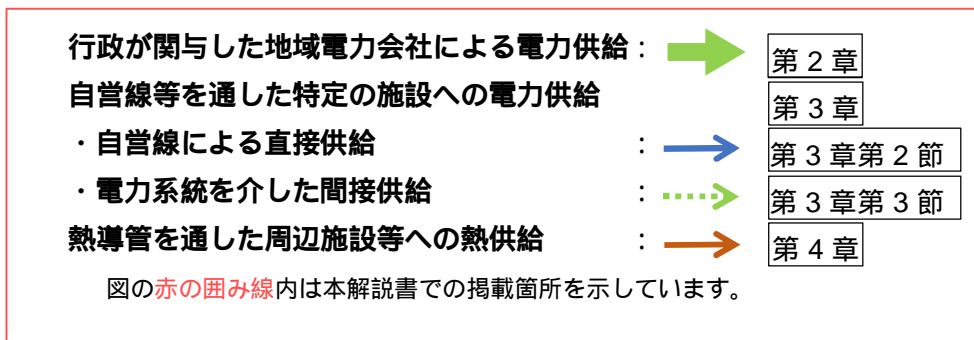 行政が関与した地域電力会社による電力供給： 第２章
自営線等を通した特定の施設への電力供給 第３章
・自営線による直接供給 ： 第３章第２節
・電力系統を介した間接供給 ： 第３章第３節
熱導管を通した周辺施設等への熱供給 ： 第４章
図の赤の囲み線内は本解説書での掲載箇所を示しています。